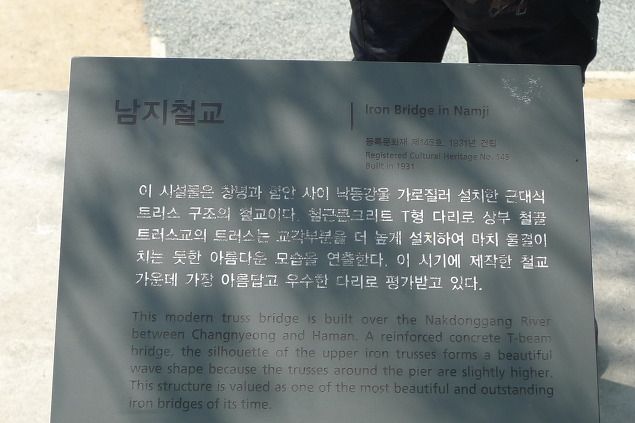 남지철교
Iron Bridge in Namji
등록문화재 제145호, 1931년 건립
Registered Cultural Heritage No. 145
Built in 1931
이 시설물은 창녕과 함안 사이 낙동강을 가로질러 설치한 근대식
트러스 구조의 철교이다. 철근콘크리트 T형 다리로 상부 철골
트러스교의 트러스는 교각부분을 더 높게 설치하여 마치 물결이
치는 듯한 아름다운 모습을 연출한다. 이 시기에 제작한 철교
가운데 가장 아름답고 우수한 다리로 평가받고 있다.
This modern truss bridge is built over the Nakdonggang River
between Changnyeong and Haman. A reinforced concrete T-beam
bridge, the silhouette of the upper iron trusses forms a beautiful
wave shape because the trusses around the pier are slightly higher.
This structure is valued as one of the most beautiful and outstanding
iron bridges of its time.